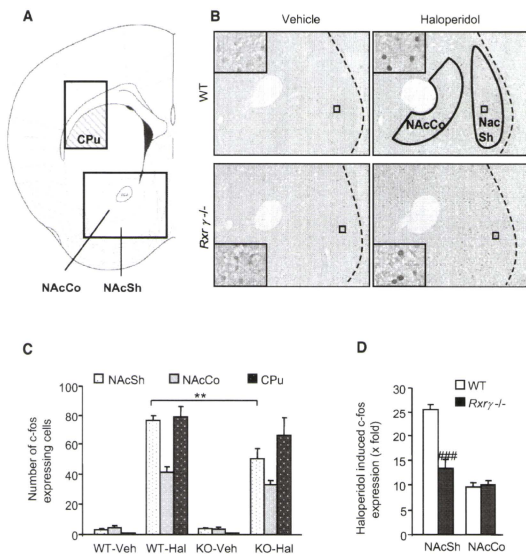 A
CPu
NAcCo NAcSh
B
Vehicle Haloperidol
WT
NAcCo
Nac
Sh
Rxr γ -/-
C
NAcSh NAcCo CPu
Number of c-fos
expressing cells
100
80
60
40
20
0
**
WT-Veh WT-Hal KO-Veh KO-Hal
D
WT
Rxrγ -/-
Haloperidol induced c-fos
expression (x fold)
30
25
20
15
10
5
0
###
NAcSh NAcCo